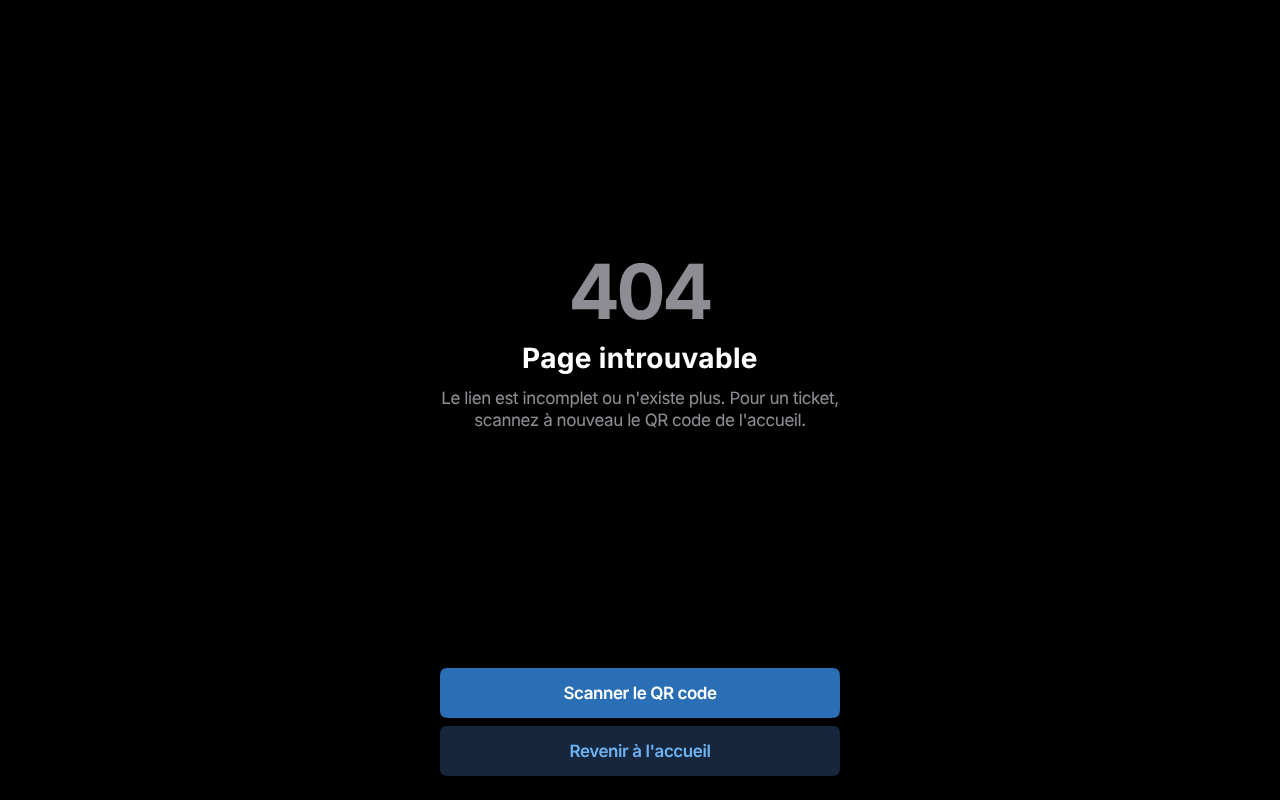 404
Page introuvable
Le lien est incomplet ou n'existe plus. Pour un ticket,
scannez à nouveau le QR code de l'accueil.
Scanner le QR code
Revenir à l'accueil